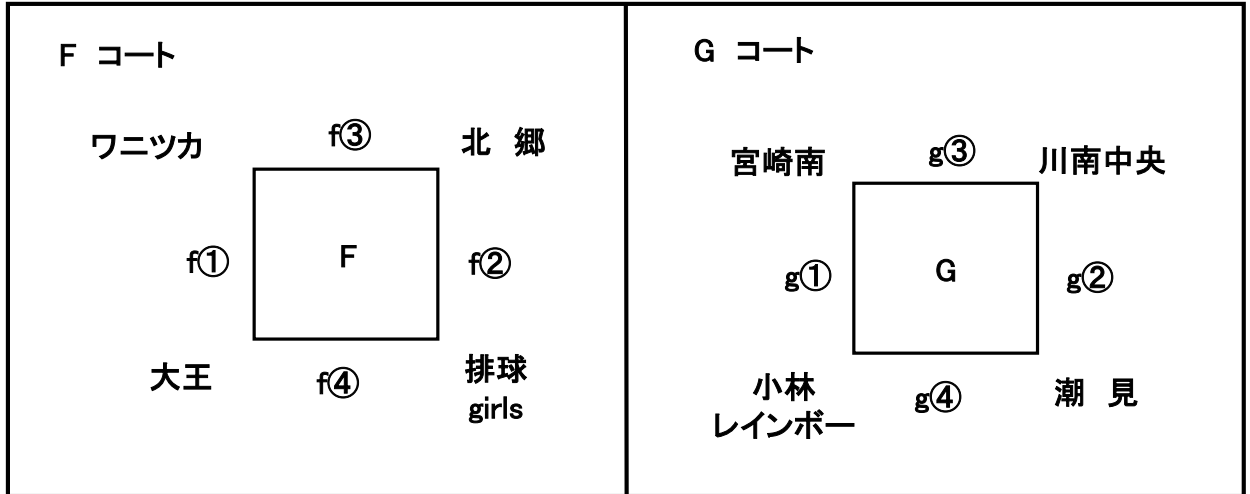 F コート
ワニツカ f③ 北 郷
f① F f②
大王 f④ 排球
girls
G コート
宮崎南 g③ 川南中央
g① G g②
小林 g④ 潮 見
レインボー